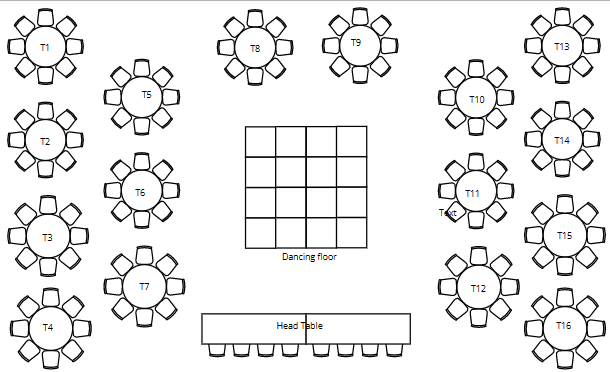 T1
T8
T9
T13
T5
T10
T2
T14
T6
T11
Text
T3
T15
Dancing floor
T7
T12
T4
Head Table
T16